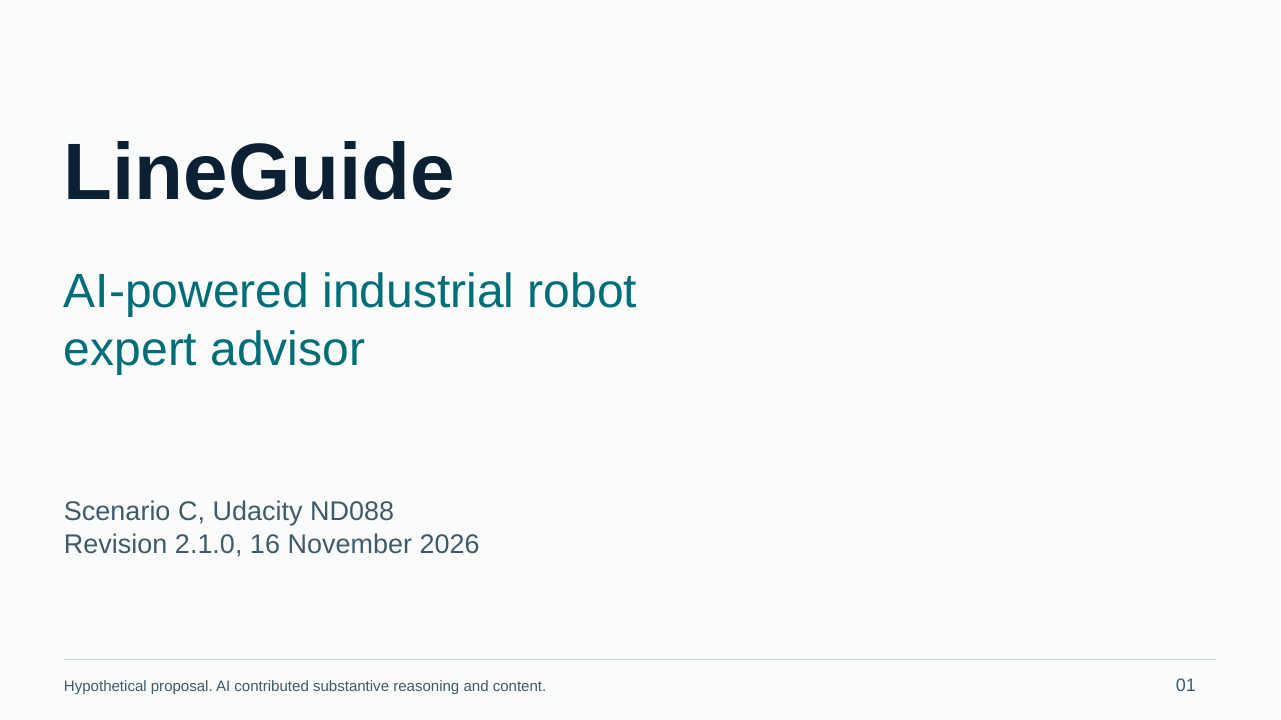 LineGuide
AI-powered industrial robot
expert advisor
Scenario C, Udacity ND088
Revision 2.1.0, 16 November 2026
Hypothetical proposal. AI contributed substantive reasoning and content.
01